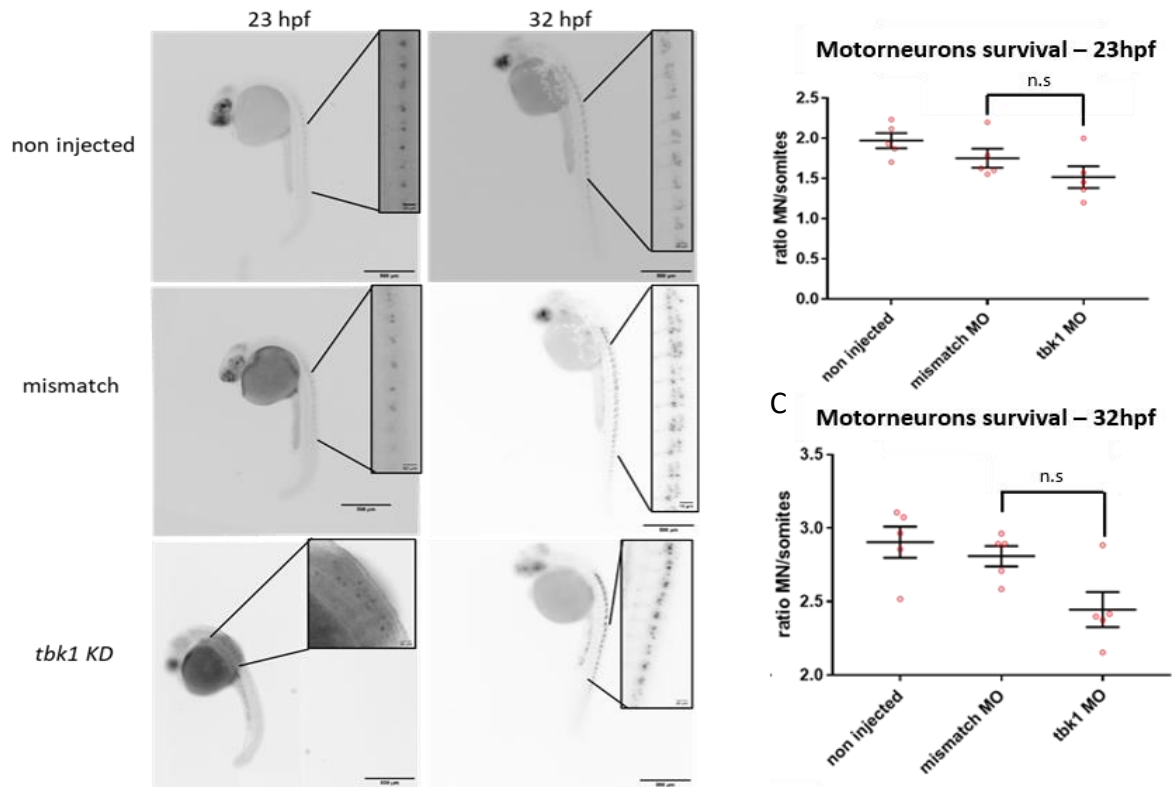 23 hpf
32 hpf
non injected
mismatch
tbk1 KD
500 µm
Motorneurons survival – 23hpf
n.s
ratio MN/somites
2.5
2.0
1.5
1.0
0.5
0.0
non injected
mismatch MO
tbk1 MO
C
Motorneurons survival – 32hpf
n.s
ratio MN/somites
3.5
3.0
2.5
2.0
non injected
mismatch MO
tbk1 MO